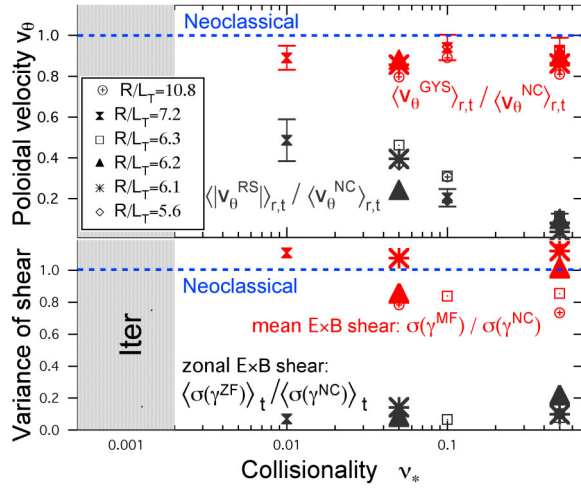 Poloidal velocity vθ
1.0
0.8
0.6
0.4
0.2
Neoclassical
R/L_T=10.8
R/L_T=7.2
R/L_T=6.3
R/L_T=6.2
R/L_T=6.1
R/L_T=5.6
⟨v_θ^GYS⟩_r,t / ⟨v_θ^NC⟩_r,t
⟨|v_θ^RS|⟩_r,t / ⟨v_θ^NC⟩_r,t
Variance of shear
1.0
0.8
0.6
0.4
0.2
0.0
Neoclassical
Iter
mean E×B shear: σ(γ^MF) / σ(γ^NC)
zonal E×B shear:
⟨σ(γ^ZF)⟩_t / ⟨σ(γ^NC)⟩_t
0.001
0.01
0.1
Collisionality ν_*